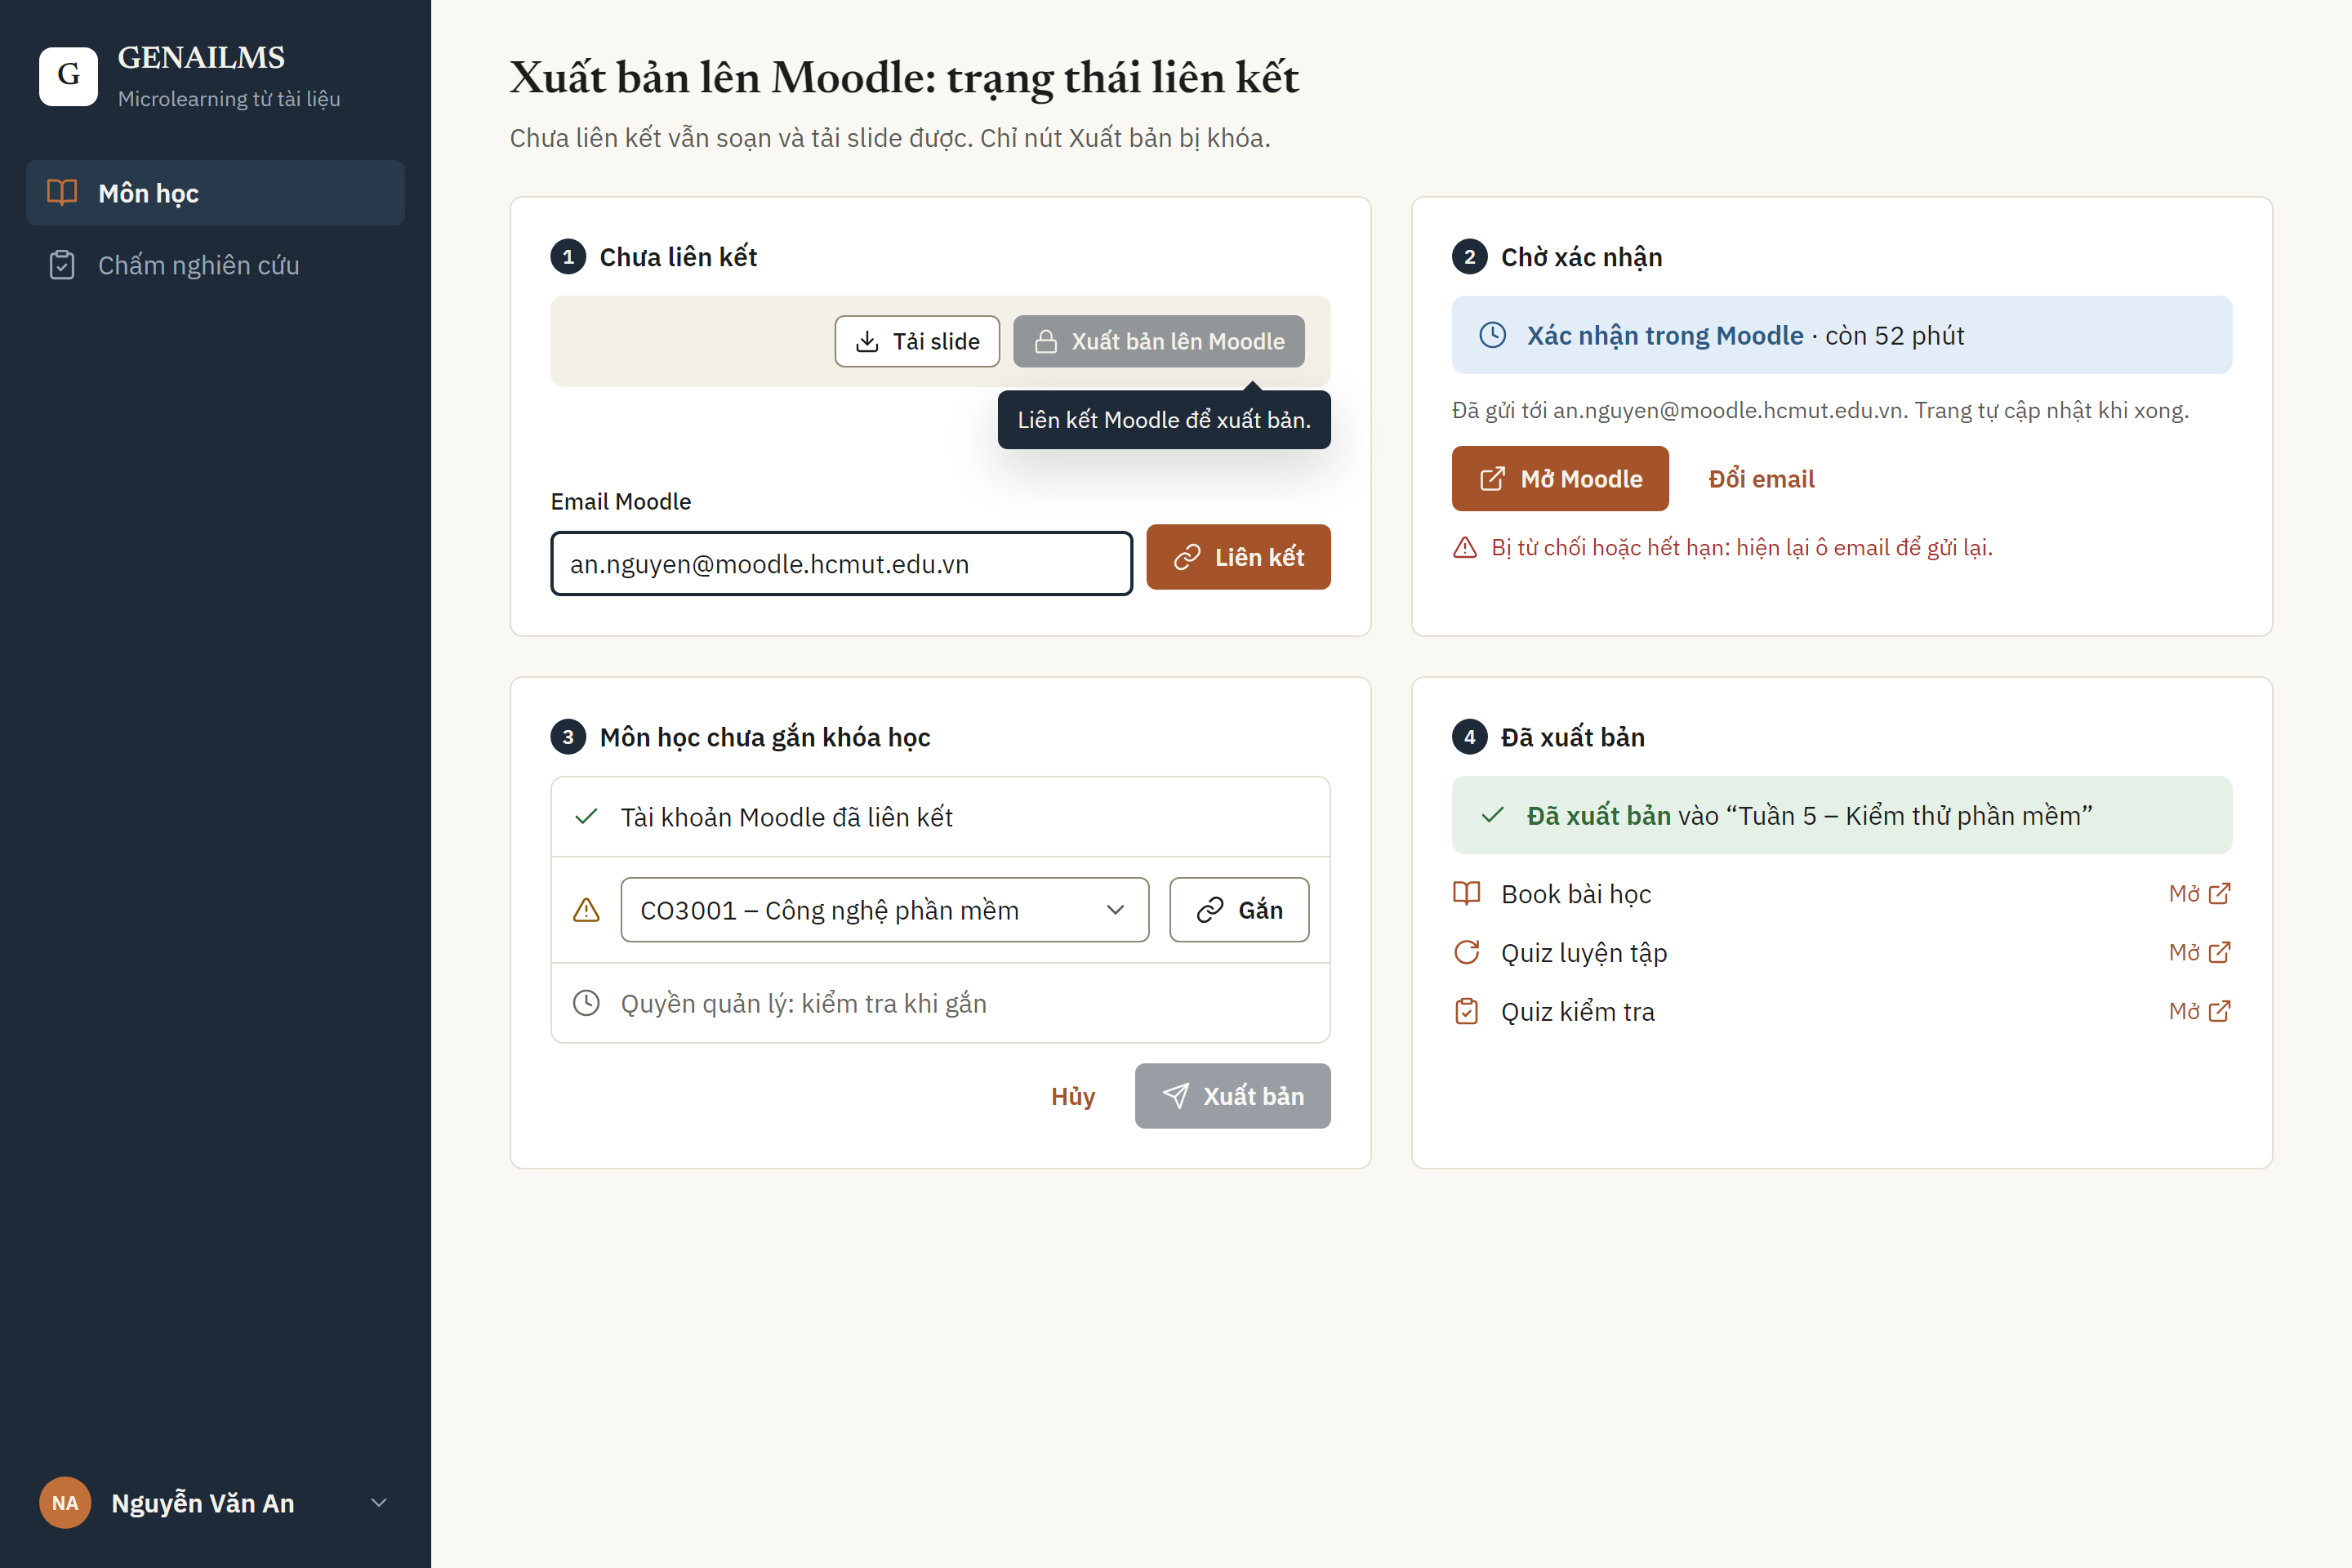 G
GENAILMS
Microlearning từ tài liệu
Môn học
Chấm nghiên cứu
NA
Nguyễn Văn An
Xuất bản lên Moodle: trạng thái liên kết
Chưa liên kết vẫn soạn và tải slide được. Chỉ nút Xuất bản bị khóa.
1 Chưa liên kết
Tải slide Xuất bản lên Moodle
Liên kết Moodle để xuất bản.
Email Moodle
an.nguyen@moodle.hcmut.edu.vn Liên kết
2 Chờ xác nhận
Xác nhận trong Moodle · còn 52 phút
Đã gửi tới an.nguyen@moodle.hcmut.edu.vn. Trang tự cập nhật khi xong.
Mở Moodle Đổi email
Bị từ chối hoặc hết hạn: hiện lại ô email để gửi lại.
3 Môn học chưa gắn khóa học
Tài khoản Moodle đã liên kết
CO3001 – Công nghệ phần mềm Gắn
Quyền quản lý: kiểm tra khi gắn
Hủy Xuất bản
4 Đã xuất bản
Đã xuất bản vào “Tuần 5 – Kiểm thử phần mềm”
Book bài học Mở
Quiz luyện tập Mở
Quiz kiểm tra Mở